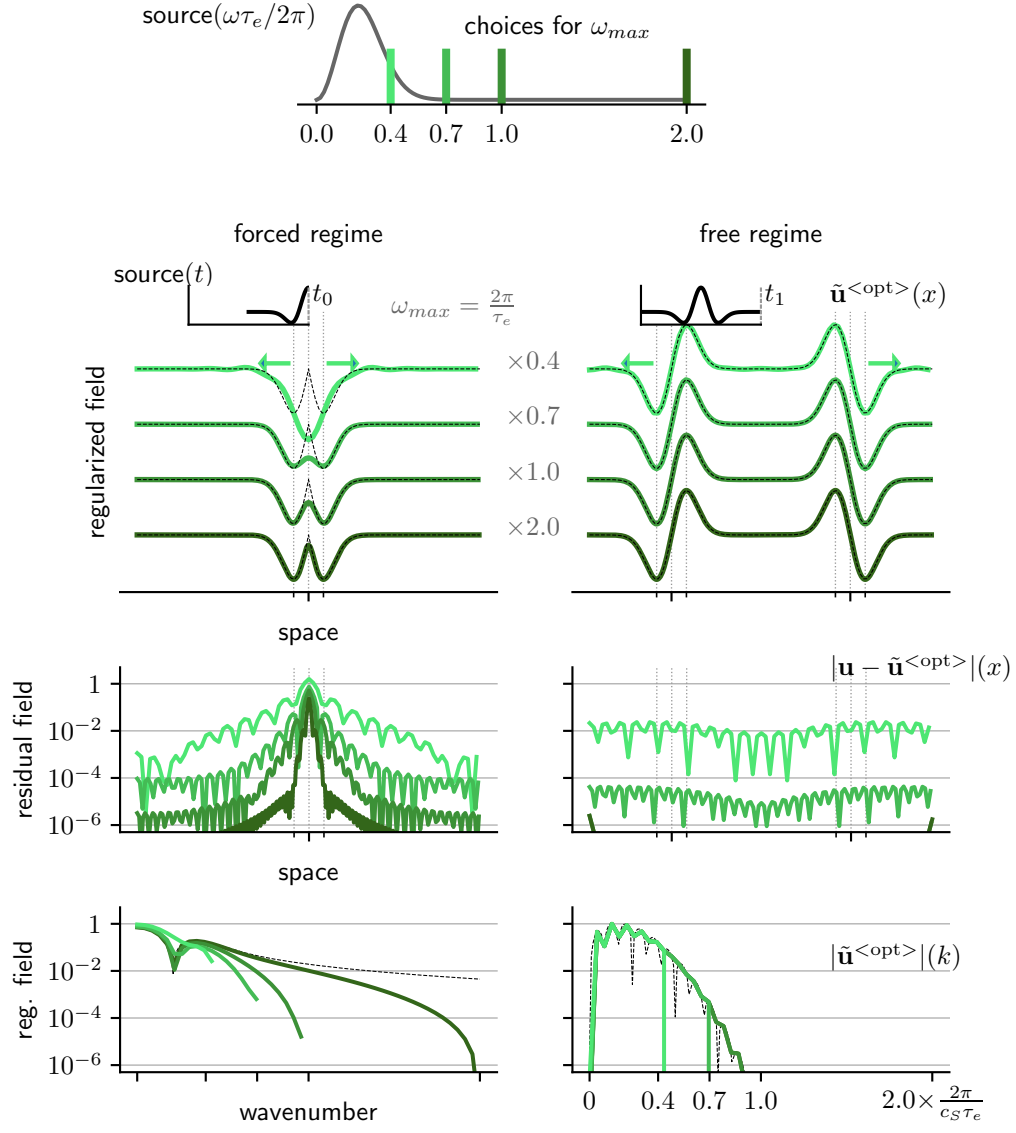 source(ωτ_e/2π)
choices for ω_max
0.0 0.4 0.7 1.0 2.0
forced regime
free regime
source(t)
t_0
ω_max = 2π/τ_e
t_1
ũ^<opt>(x)
×0.4
×0.7
×1.0
×2.0
regularized field
space
|u − ũ^<opt>|(x)
residual field
1
10^−2
10^−4
10^−6
space
|ũ^<opt>|(k)
reg. field
1
10^−2
10^−4
10^−6
wavenumber
0 0.4 0.7 1.0 2.0× 2π/c_Sτ_e